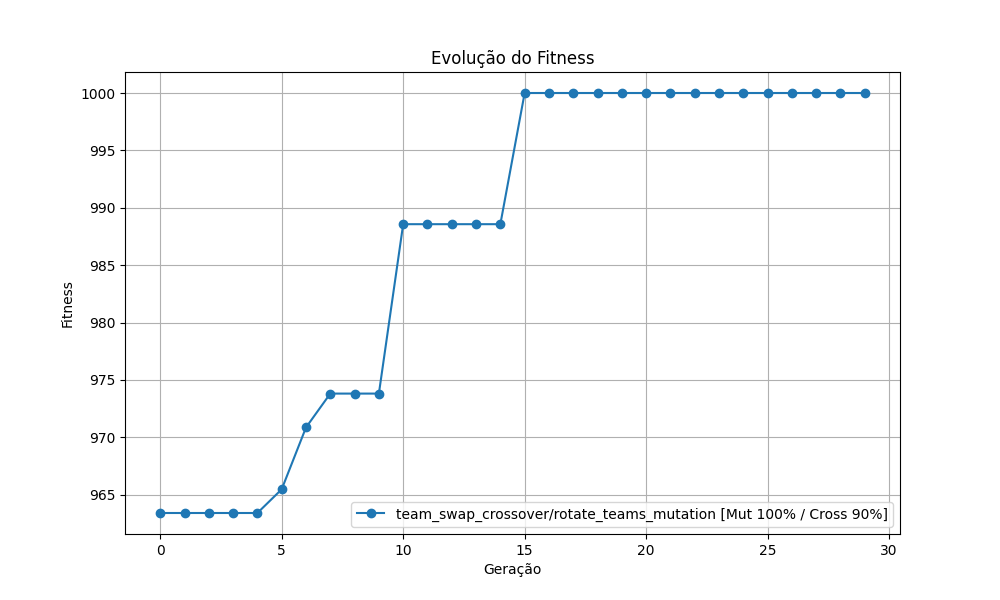 Evolução do Fitness
Fitness
1000
995
990
985
980
975
970
965
team_swap_crossover/rotate_teams_mutation [Mut 100% / Cross 90%]
0 5 10 15 20 25 30
Geração